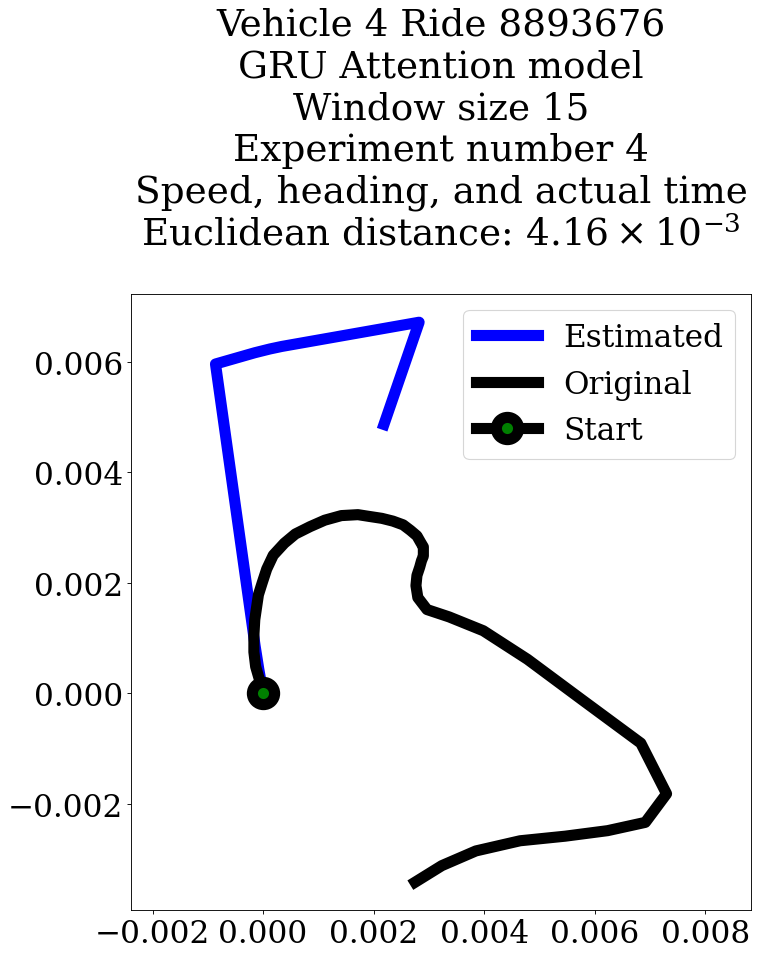 Vehicle 4 Ride 8893676
GRU Attention model
Window size 15
Experiment number 4
Speed, heading, and actual time
Euclidean distance: 4.16 × 10⁻³
Estimated
Original
Start
0.006
0.004
0.002
0.000
−0.002
−0.002 0.000 0.002 0.004 0.006 0.008